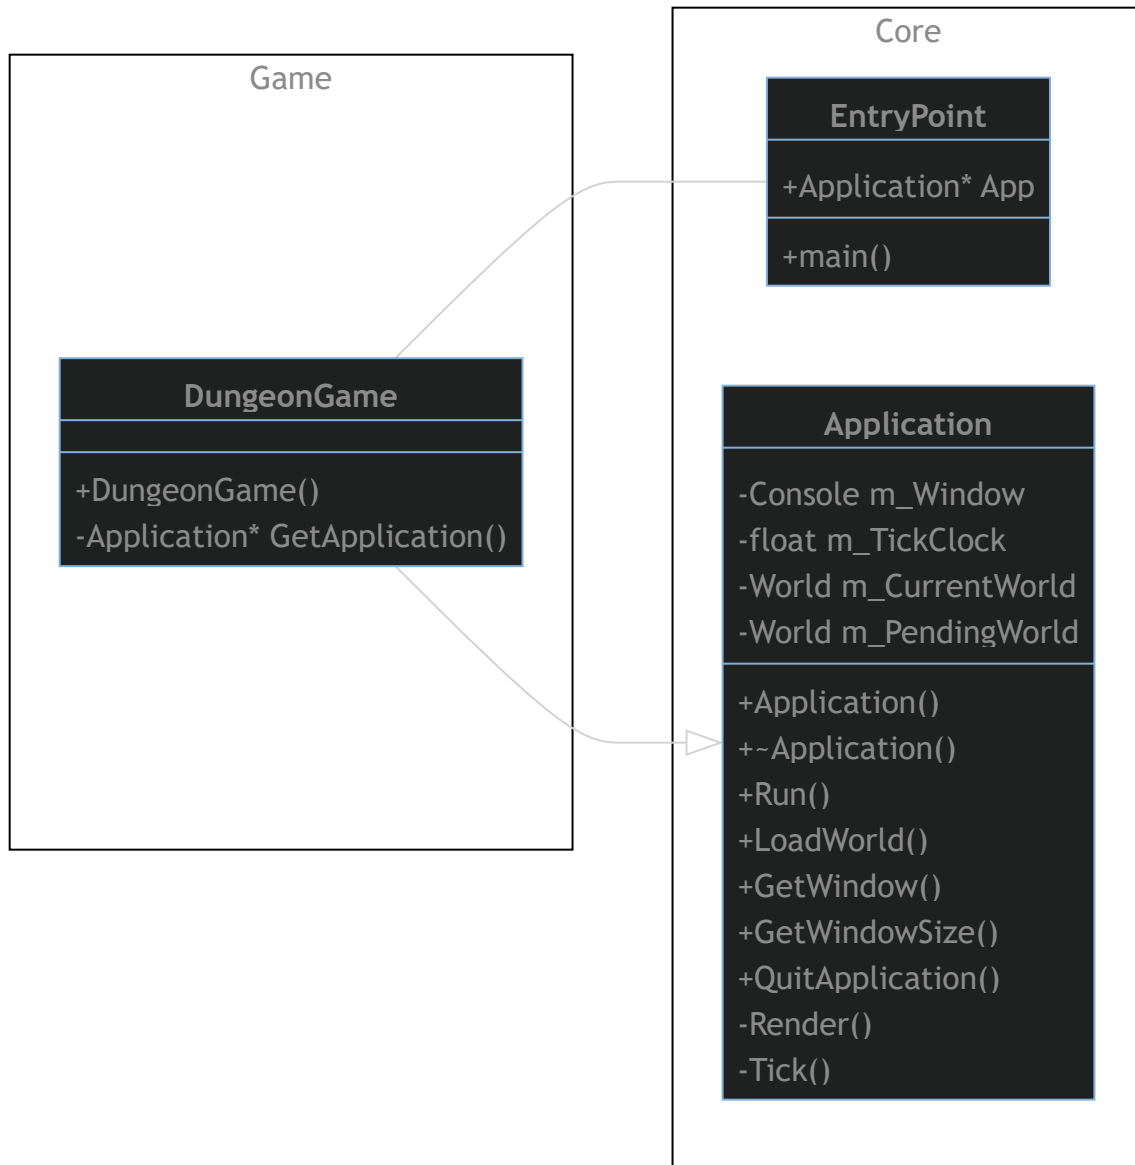 Game
DungeonGame
+DungeonGame()
-Application* GetApplication()
Core
EntryPoint
+Application* App
+main()
Application
-Console m_Window
-float m_TickClock
-World m_CurrentWorld
-World m_PendingWorld
+Application()
+~Application()
+Run()
+LoadWorld()
+GetWindow()
+GetWindowSize()
+QuitApplication()
-Render()
-Tick()